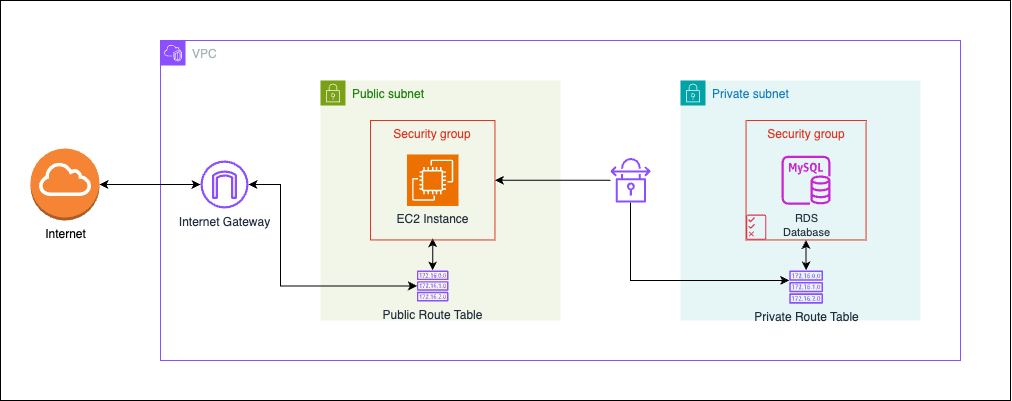 VPC
Public subnet
Private subnet
Security group
Security group
MySQL
Internet
Internet Gateway
EC2 Instance
RDS
Database
172.16.0.0
172.16.1.0
172.16.2.0
172.16.0.0
172.16.1.0
172.16.2.0
Public Route Table
Private Route Table